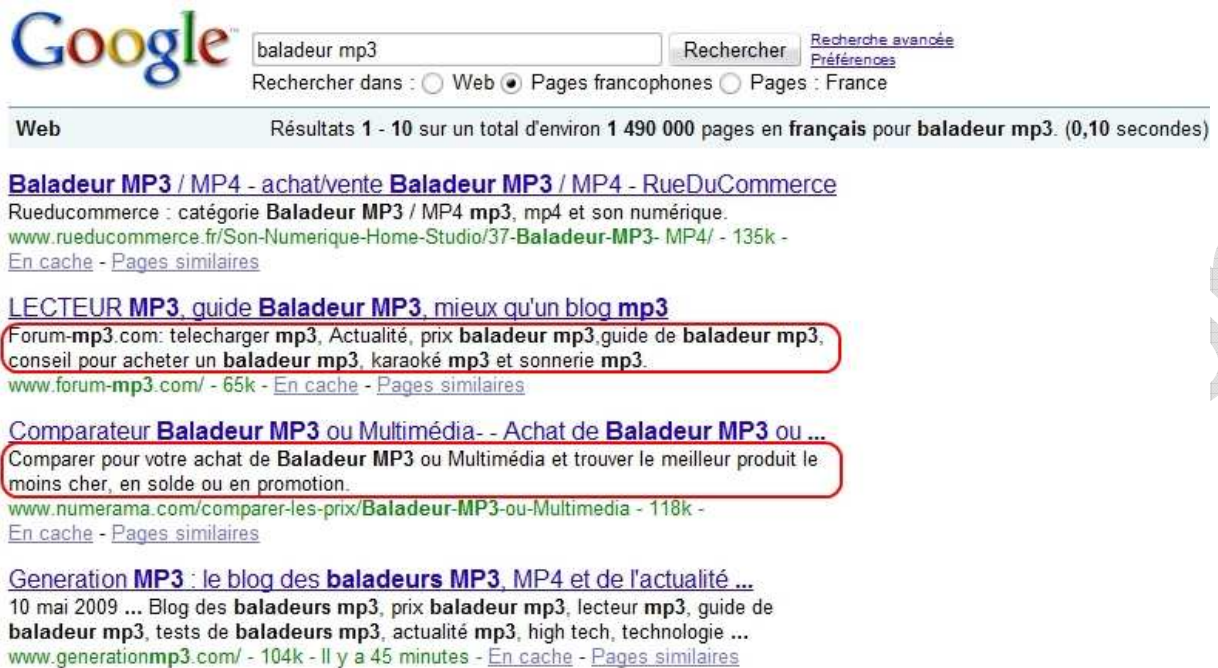 Google™ baladeur mp3 Rechercher Recherche avancée
Préférences
Rechercher dans : Web Pages francophones Pages : France
Web Résultats 1 - 10 sur un total d'environ 1 490 000 pages en français pour baladeur mp3. (0,10 secondes)
Baladeur MP3 / MP4 - achat/vente Baladeur MP3 / MP4 - RueDuCommerce
Rueducommerce : catégorie Baladeur MP3 / MP4 mp3, mp4 et son numérique.
www.rueducommerce.fr/Son-Numerique-Home-Studio/37-Baladeur-MP3- MP4/ - 135k -
En cache - Pages similaires
LECTEUR MP3, guide Baladeur MP3, mieux qu'un blog mp3
Forum-mp3.com: telecharger mp3, Actualité, prix baladeur mp3,guide de baladeur mp3,
conseil pour acheter un baladeur mp3, karaoké mp3 et sonnerie mp3.
www.forum-mp3.com/ - 65k - En cache - Pages similaires
Comparateur Baladeur MP3 ou Multimédia- - Achat de Baladeur MP3 ou ...
Comparer pour votre achat de Baladeur MP3 ou Multimédia et trouver le meilleur produit le
moins cher, en solde ou en promotion.
www.numerama.com/comparer-les-prix/Baladeur-MP3-ou-Multimedia - 118k -
En cache - Pages similaires
Generation MP3 : le blog des baladeurs MP3, MP4 et de l'actualité ...
10 mai 2009 ... Blog des baladeurs mp3, prix baladeur mp3, lecteur mp3, guide de
baladeur mp3, tests de baladeurs mp3, actualité mp3, high tech, technologie ...
www.generationmp3.com/ - 104k - Il y a 45 minutes - En cache - Pages similaires